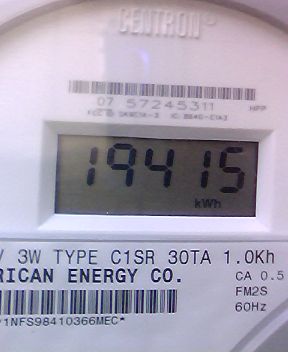 CENTRON®
07 57245311 HPP
19415
kWh
V 3W TYPE C1SR 30TA 1.0Kh
RICAN ENERGY CO. CA 0.5
FM2S
1NFS98410366MEC* 60Hz